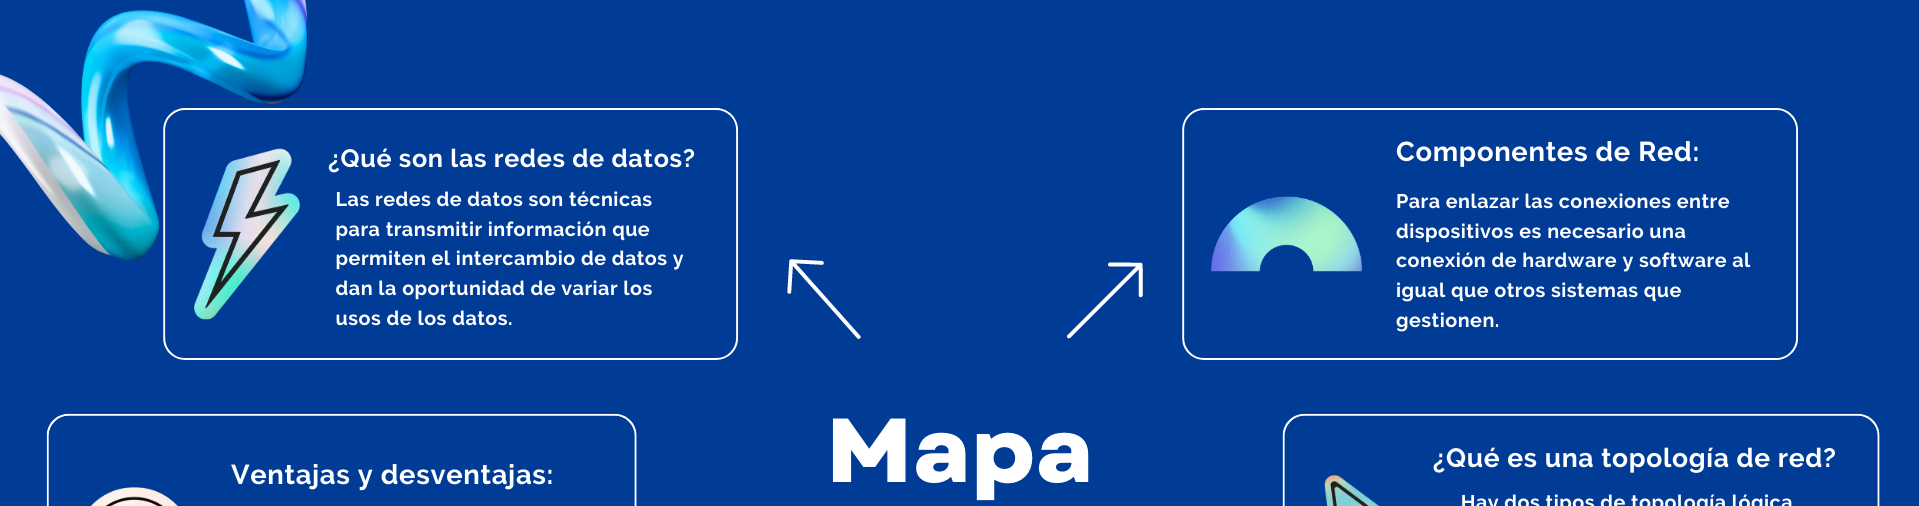 ¿Qué son las redes de datos?
Las redes de datos son técnicas
para transmitir información que
permiten el intercambio de datos y
dan la oportunidad de variar los
usos de los datos.
Componentes de Red:
Para enlazar las conexiones entre
dispositivos es necesario una
conexión de hardware y software al
igual que otros sistemas que
gestionen.
Mapa
Ventajas y desventajas:
¿Qué es una topología de red?
Hay dos tipos de topología lógica